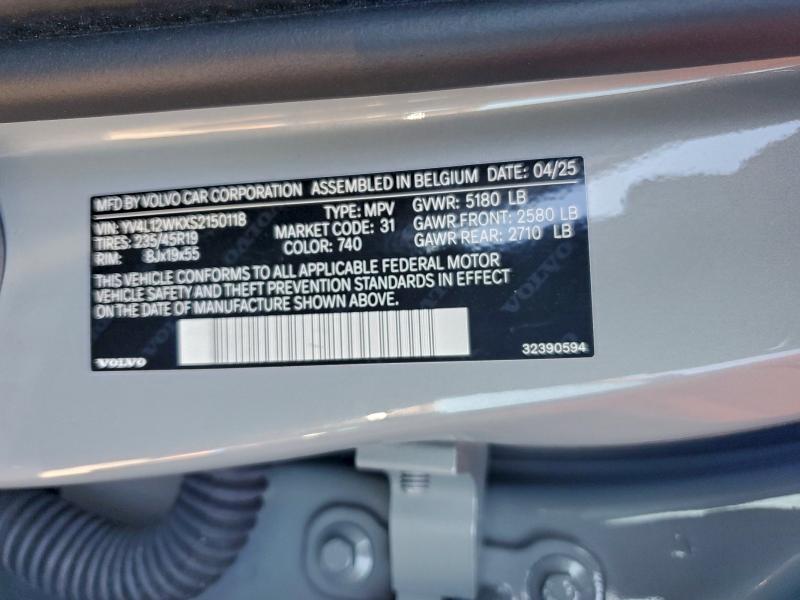 MFD BY VOLVO CAR CORPORATION ASSEMBLED IN BELGIUM DATE: 04/25
VIN: YV4L12WKXS2150118 TYPE: MPV GVWR: 5180 LB
TIRES: 235/45R19 MARKET CODE: 31 GAWR FRONT: 2580 LB
RIM: 8Jx19x55 COLOR: 740 GAWR REAR: 2710 LB
THIS VEHICLE CONFORMS TO ALL APPLICABLE FEDERAL MOTOR
VEHICLE SAFETY AND THEFT PREVENTION STANDARDS IN EFFECT
ON THE DATE OF MANUFACTURE SHOWN ABOVE.
VOLVO 32390594